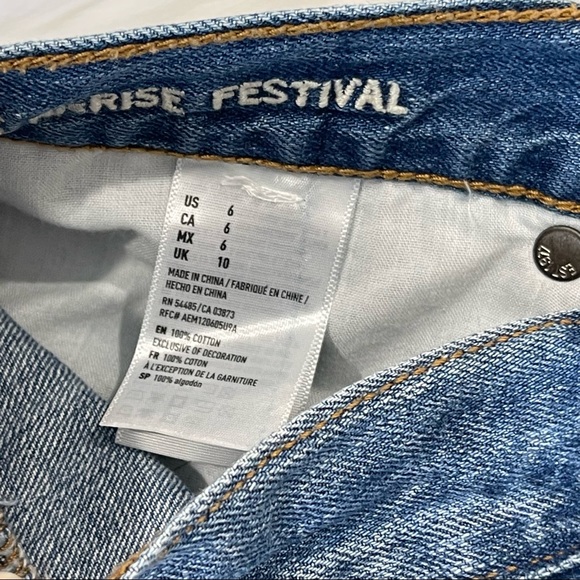 FESTIVAL
US 6
CA 6
MX 6
UK 10
MADE IN CHINA / FABRIQUÉ EN CHINE /
HECHO EN CHINA
RN 54485/CA 03873
RFC# AEM120605U9A
EN 100% COTTON
EXCLUSIVE OF DECORATION
FR 100% COTON
À L'EXCEPTION DE LA GARNITURE
SP 100% algodón